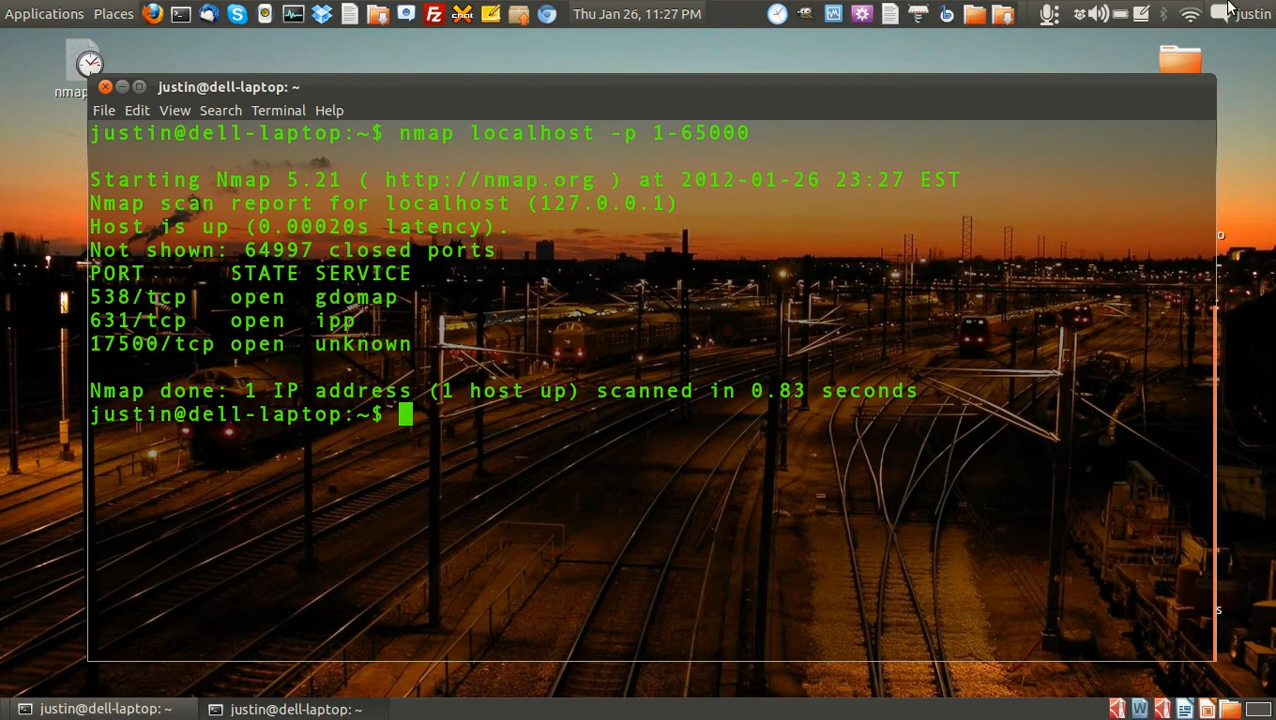 Applications Places Thu Jan 26, 11:27 PM justin
nmap
justin@dell-laptop: ~
File Edit View Search Terminal Help
justin@dell-laptop:~$ nmap localhost -p 1-65000
Starting Nmap 5.21 ( http://nmap.org ) at 2012-01-26 23:27 EST
Nmap scan report for localhost (127.0.0.1)
Host is up (0.00020s latency).
Not shown: 64997 closed ports
PORT STATE SERVICE
538/tcp open gdomap
631/tcp open ipp
17500/tcp open unknown
Nmap done: 1 IP address (1 host up) scanned in 0.83 seconds
justin@dell-laptop:~$
justin@dell-laptop: ~ justin@dell-laptop: ~